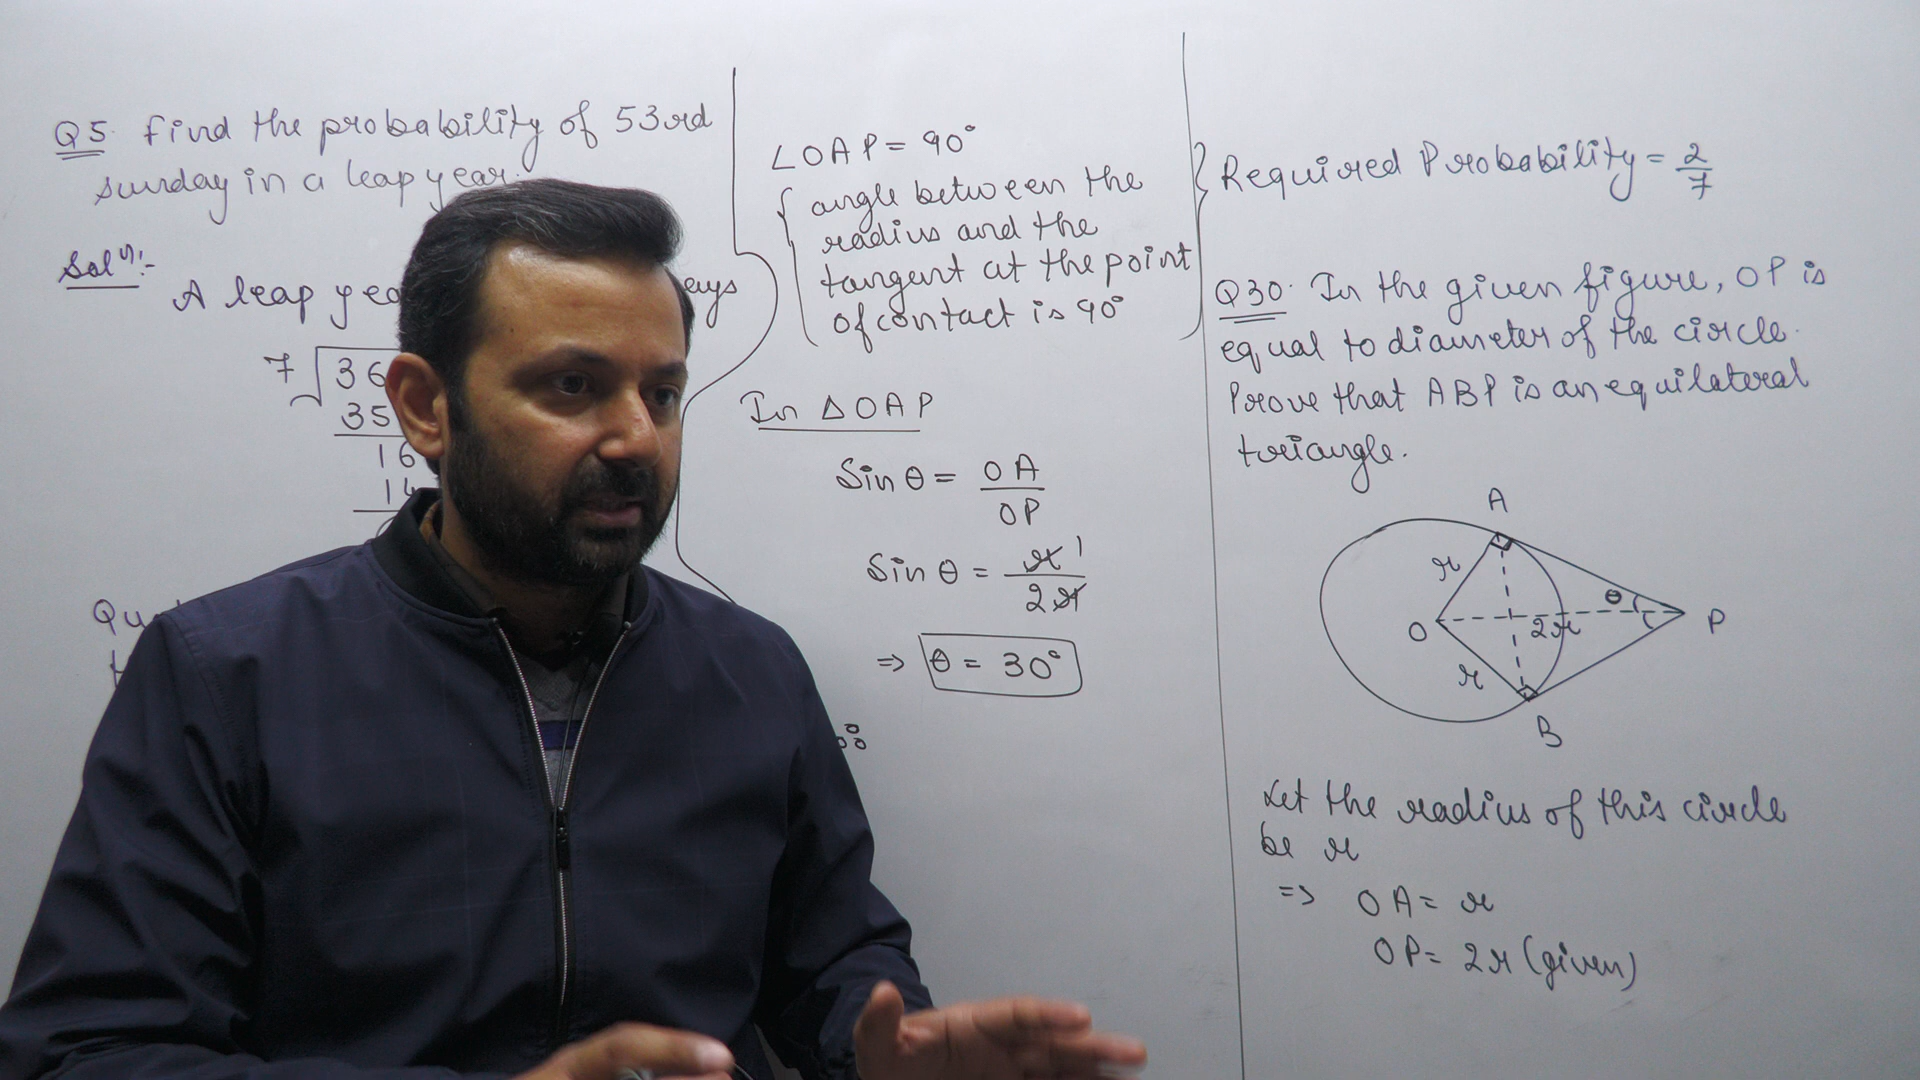 Q5. Find the probability of 53rd
Sunday in a leap year.
Solⁿ:-
A leap
7
36
35
16
14
∠OAP = 90°
{ angle between the
radius and the
tangent at the point
of contact is 90° }
In ΔOAP
Sin θ = OA/OP
Sin θ = r 1/2r
⇒ θ = 30°
Required Probability = 2/7
Q30. In the given figure, OP is
equal to diameter of the circle.
Prove that ABP is an equilateral
triangle.
A
r
θ
O
2r
P
r
B
Let the radius of this circle
be r
=> OA = r
OP = 2r (given)